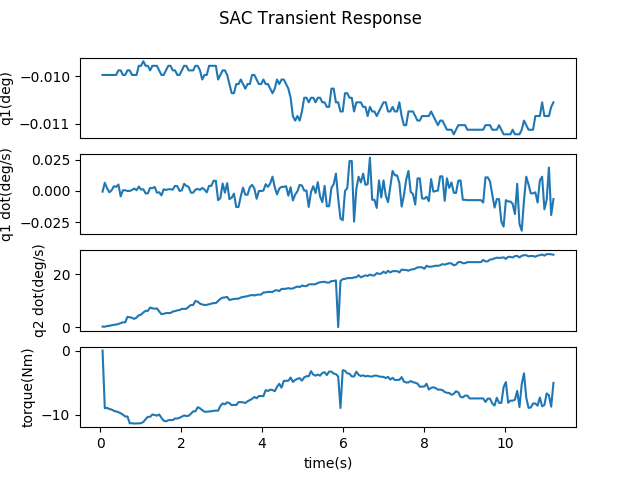 SAC Transient Response
q1(deg)
−0.010
−0.011
q1 dot(deg/s)
0.025
0.000
−0.025
q2 dot(deg/s)
20
0
torque(Nm)
0
−10
0 2 4 6 8 10
time(s)